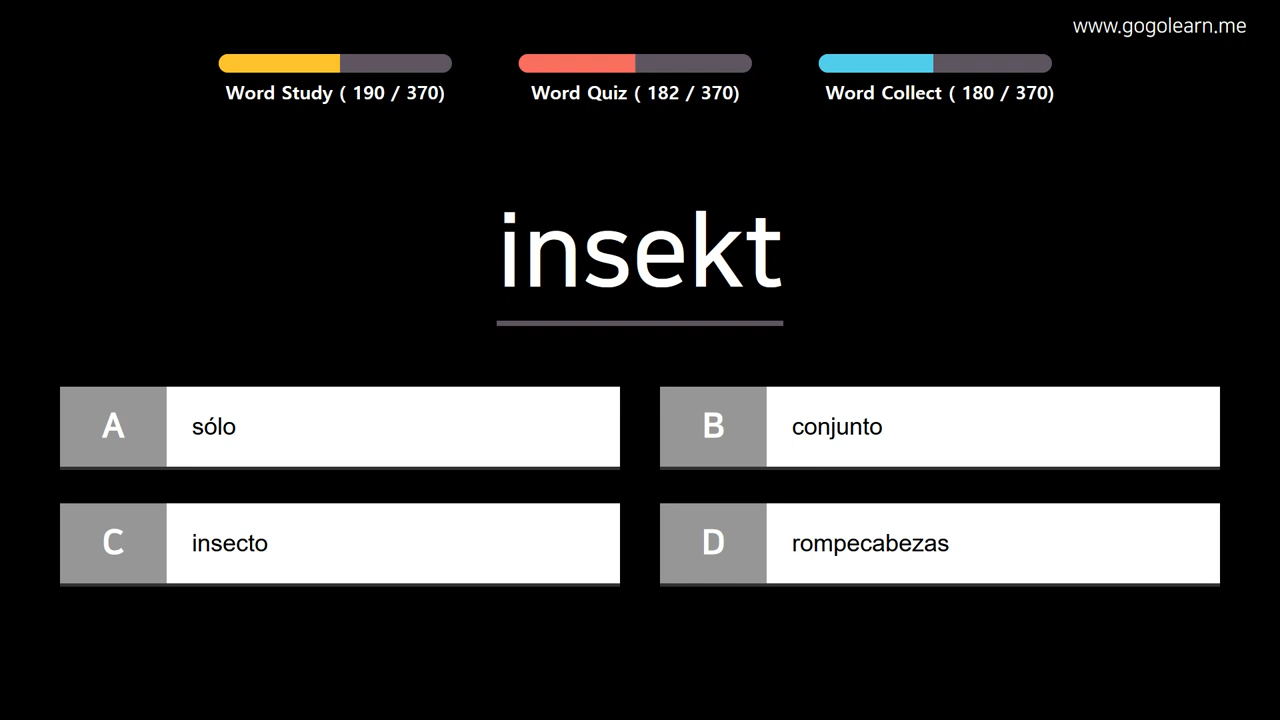 www.gogolearn.me
Word Study ( 190 / 370)
Word Quiz ( 182 / 370)
Word Collect ( 180 / 370)
insekt
A sólo
B conjunto
C insecto
D rompecabezas